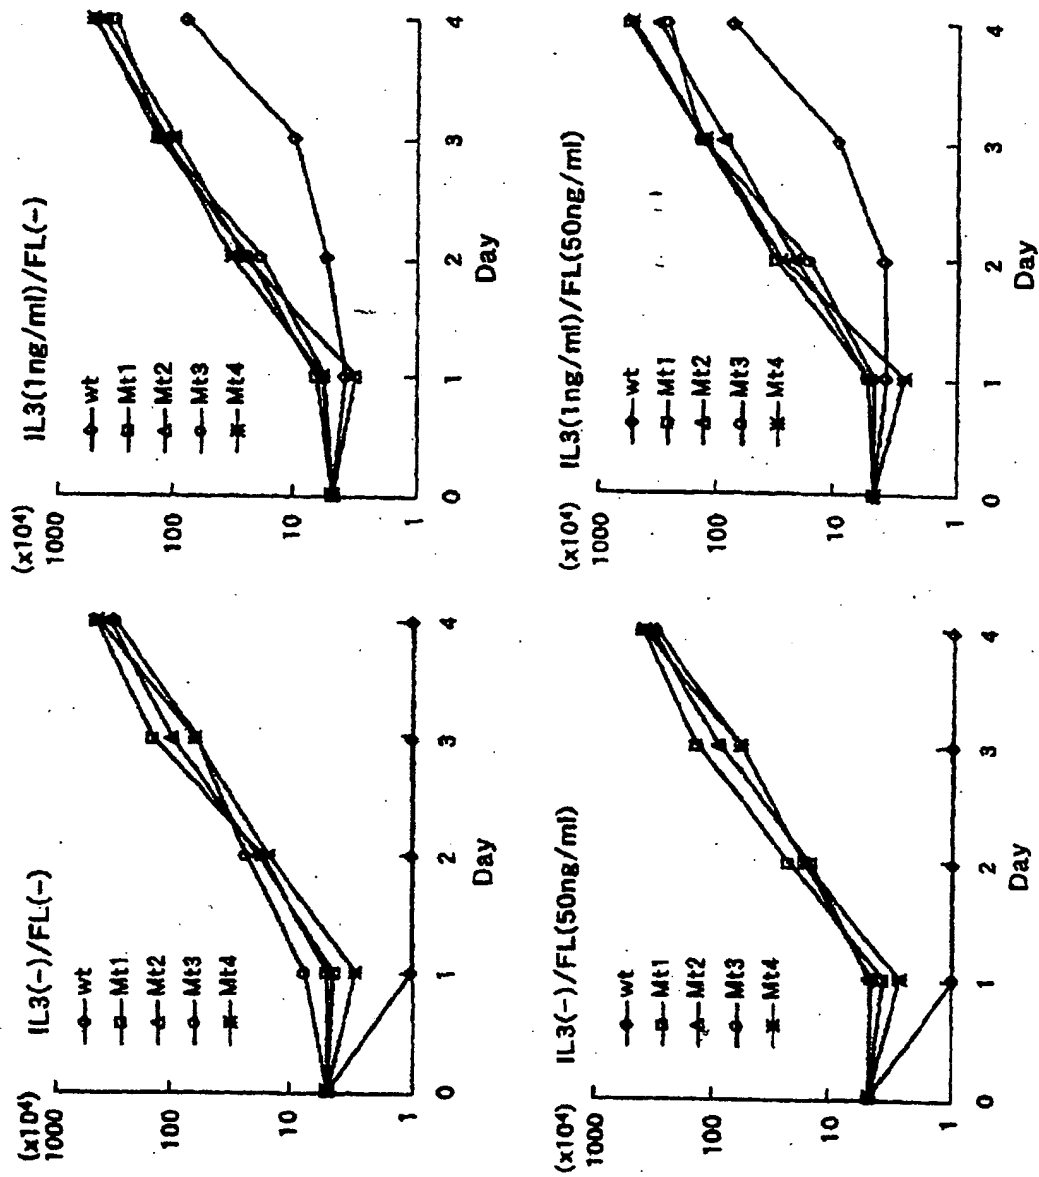 IL3(-)/FL(-)
(x10⁴)
1000
100
10
1
wt
Mt1
Mt2
Mt3
Mt4
0 1 2 3 4
Day
IL3(1ng/ml)/FL(-)
(x10⁴)
1000
100
10
1
wt
Mt1
Mt2
Mt3
Mt4
0 1 2 3 4
Day
IL3(-)/FL(50ng/ml)
(x10⁴)
1000
100
10
1
wt
Mt1
Mt2
Mt3
Mt4
0 1 2 3 4
Day
IL3(1ng/ml)/FL(50ng/ml)
(x10⁴)
1000
100
10
1
wt
Mt1
Mt2
Mt3
Mt4
0 1 2 3 4
Day